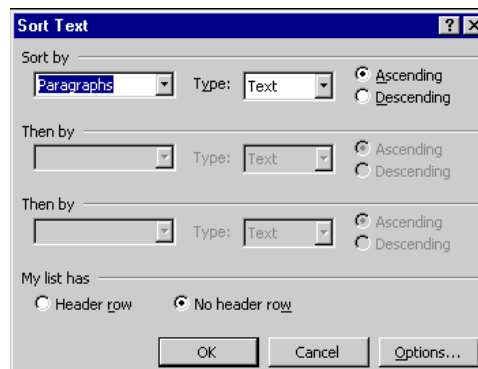 Sort Text
Sort by
Paragraphs Type: Text Ascending
Descending
Then by
Type: Text Ascending
Descending
Then by
Type: Text Ascending
Descending
My list has
Header row No header row
OK Cancel Options...